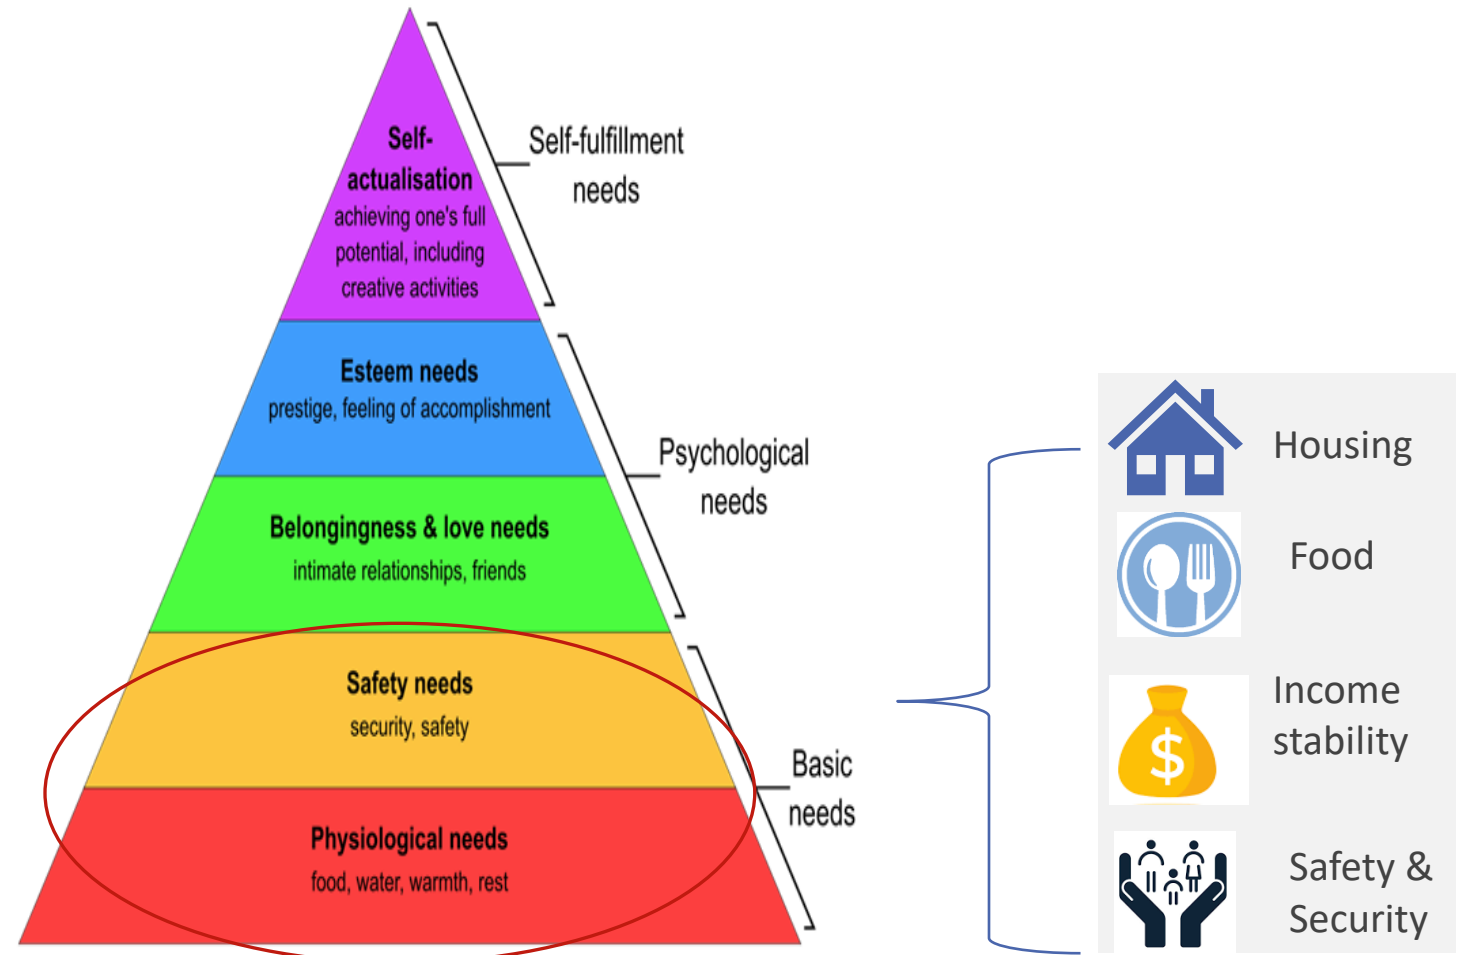 Self-
actualisation
achieving one's full
potential, including
creative activities
Self-fulfillment
needs
Esteem needs
prestige, feeling of accomplishment
Belongingness & love needs
intimate relationships, friends
Psychological
needs
Safety needs
security, safety
Physiological needs
food, water, warmth, rest
Basic
needs
Housing
Food
Income
stability
$
Safety &
Security